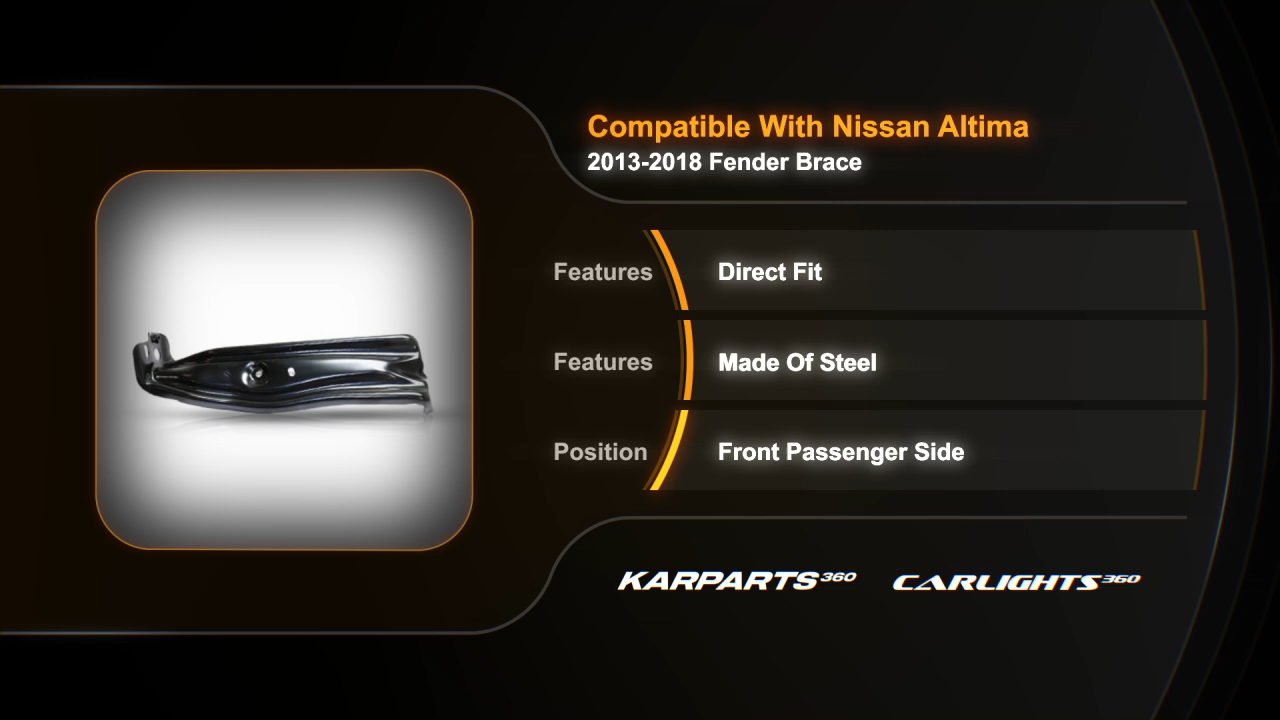 Compatible With Nissan Altima
2013-2018 Fender Brace
Features Direct Fit
Features Made Of Steel
Position Front Passenger Side
KARPARTS360 CARLIGHTS360